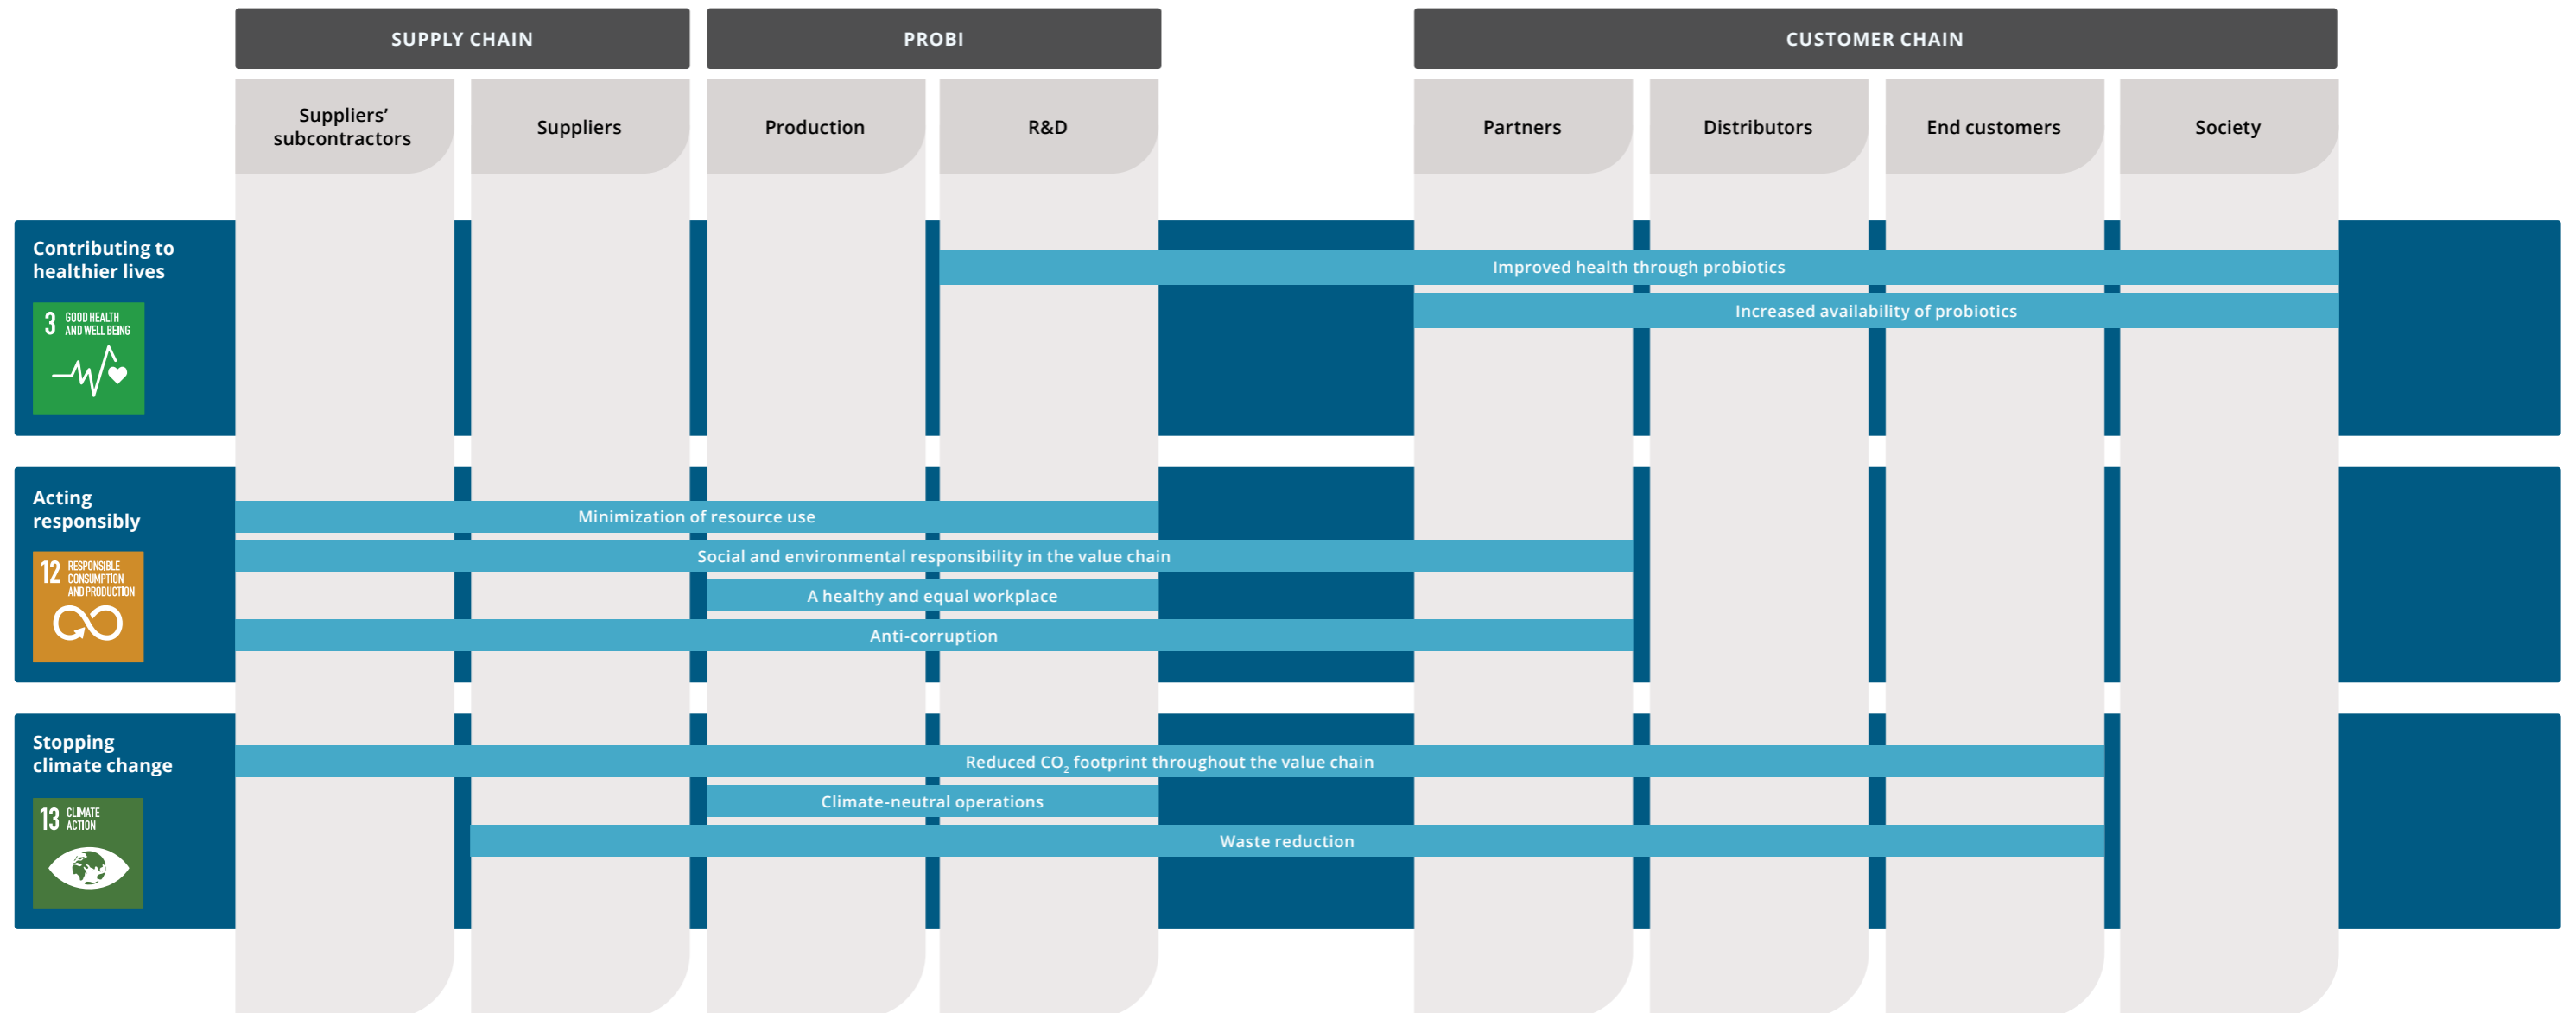 SUPPLY CHAIN
PROBI
CUSTOMER CHAIN
Suppliers’
subcontractors
Suppliers
Production
R&D
Partners
Distributors
End customers
Society
Contributing to
healthier lives
3 GOOD HEALTH
AND WELL BEING
Improved health through probiotics
Increased availability of probiotics
Acting
responsibly
12 RESPONSIBLE
CONSUMPTION
AND PRODUCTION
Minimization of resource use
Social and environmental responsibility in the value chain
A healthy and equal workplace
Anti-corruption
Stopping
climate change
13 CLIMATE
ACTION
Reduced CO₂ footprint throughout the value chain
Climate-neutral operations
Waste reduction